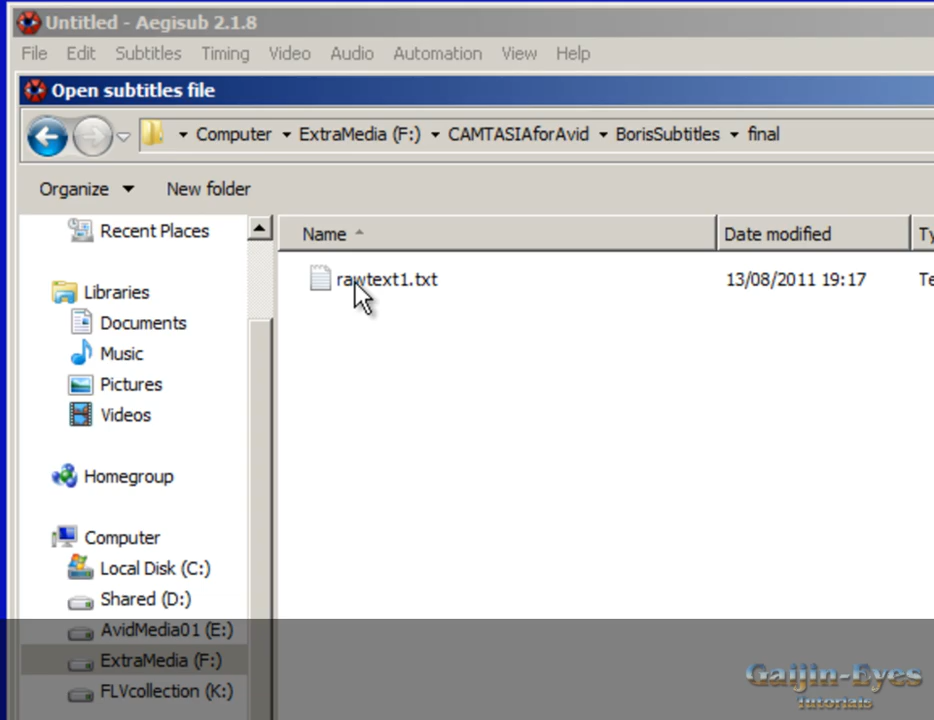 Untitled - Aegisub 2.1.8
File Edit Subtitles Timing Video Audio Automation View Help
Open subtitles file
Computer ExtraMedia (F:) CAMTASIAforAvid BorisSubtitles final
Organize New folder
Recent Places
Name Date modified Ty
rawtext1.txt 13/08/2011 19:17 Te
Libraries
Documents
Music
Pictures
Videos
Homegroup
Computer
Local Disk (C:)
Shared (D:)
AvidMedia01 (E:)
ExtraMedia (F:)
FLVcollection (K:)
Gaijin-Eyes
Tutorials